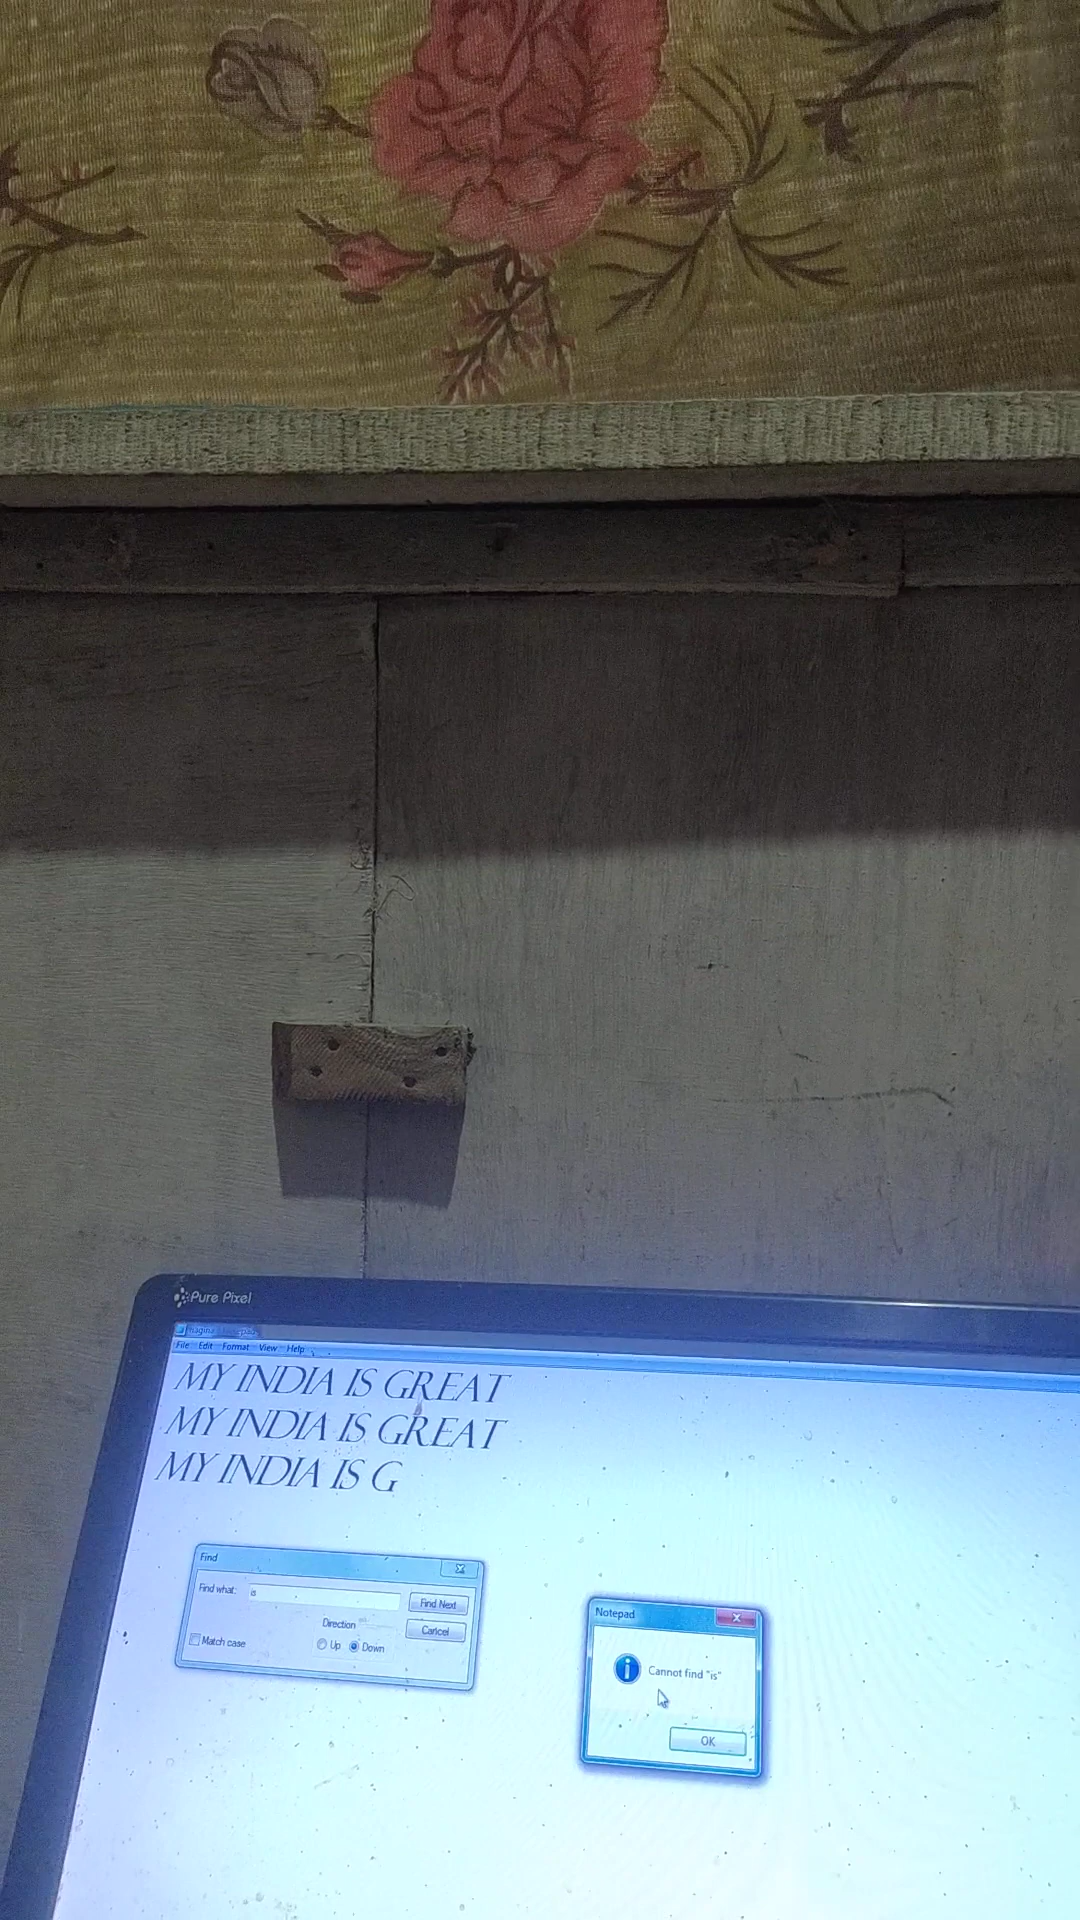 Pure Pixel
File Edit Format View Help
MY INDIA IS GREAT
MY INDIA IS GREAT
MY INDIA IS G
Find
Find what: is
Find Next
Direction
Cancel
Match case
Up Down
Notepad
Cannot find "is"
OK